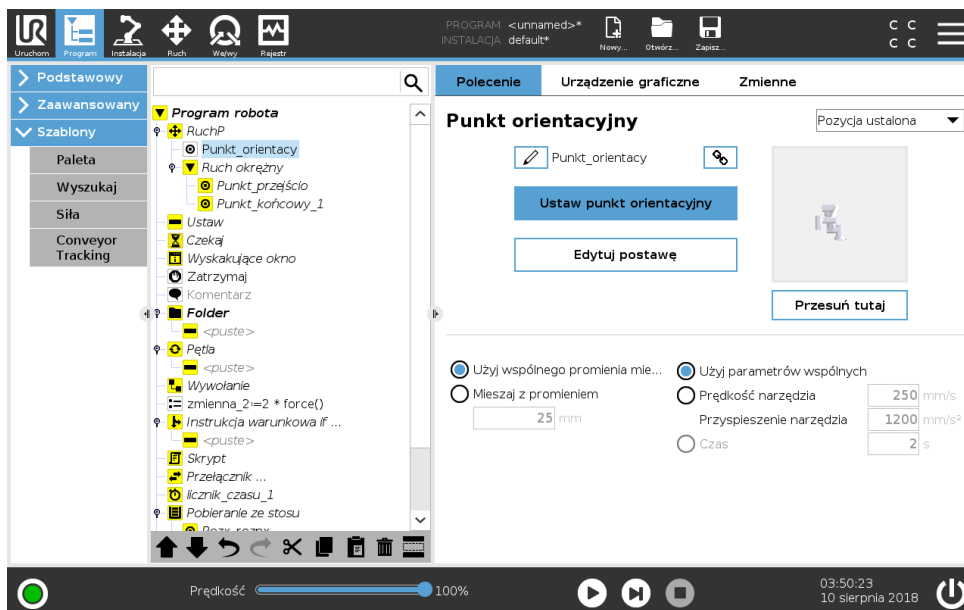 PROGRAM <unnamed>*
INSTALACJA default*
Uruchom
Program
Instalacja
Ruch
We/wy
Rejestr
Nowy...
Otwórz...
Zapisz...
C C
C C
Podstawowy
Zaawansowany
Szablony
Paleta
Wyszukaj
Siła
Conveyor
Tracking
Program robota
RuchP
Punkt_orientacy
Ruch okrężny
Punkt_przejścio
Punkt_końcowy_1
Ustaw
Czekaj
Wyskakujące okno
Zatrzymaj
Komentarz
Folder
<puste>
Pętla
<puste>
Wywołanie
zmienna_2≔2 * force()
Instrukcja warunkowa If ...
<puste>
Skrypt
Przełącznik ...
licznik_czasu_1
Pobieranie ze stosu
Polecenie
Urządzenie graficzne
Zmienne
Punkt orientacyjny
Pozycja ustalona
Punkt_orientacy
Ustaw punkt orientacyjny
Edytuj postawę
Przesuń tutaj
Użyj wspólnego promienia mie...
Mieszaj z promieniem
25 mm
Użyj parametrów wspólnych
Prędkość narzędzia 250 mm/s
Przyspieszenie narzędzia 1200 mm/s²
Czas 2 s
Prędkość 100%
03:50:23
10 sierpnia 2018